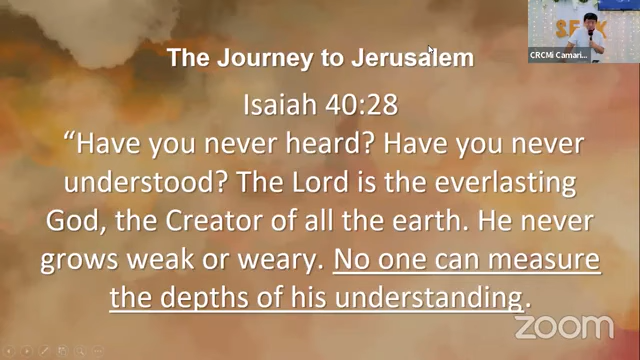 The Journey to Jerusalem
Isaiah 40:28
“Have you never heard? Have you never
understood? The Lord is the everlasting
God, the Creator of all the earth. He never
grows weak or weary. No one can measure
the depths of his understanding.
CRCMi Camari...
zoom